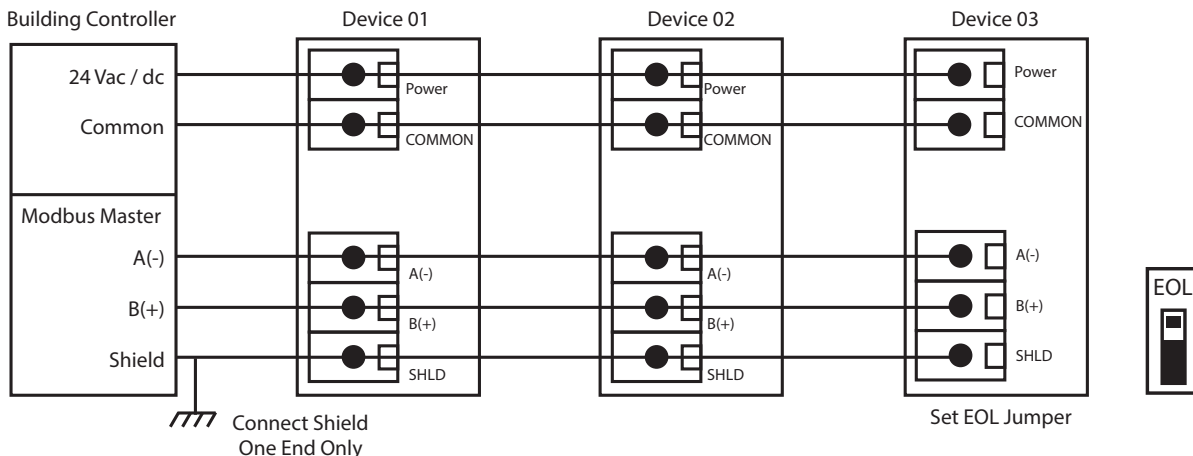 Building Controller
Device 01
Device 02
Device 03
24 Vac / dc
Power
Power
Power
Common
COMMON
COMMON
COMMON
Modbus Master
A(-)
A(-)
A(-)
A(-)
B(+)
B(+)
B(+)
B(+)
Shield
SHLD
SHLD
SHLD
EOL
Connect Shield
One End Only
Set EOL Jumper